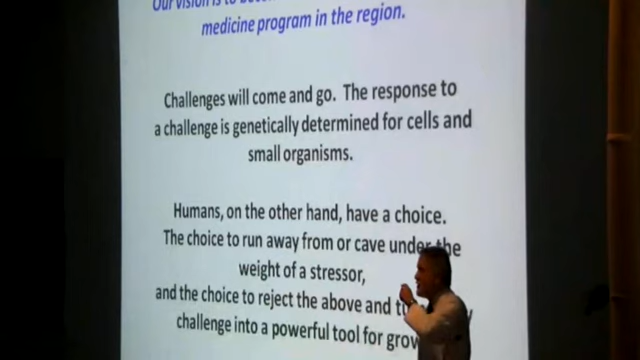 Our vision is to
medicine program in the region.
Challenges will come and go. The response to
a challenge is genetically determined for cells and
small organisms.
Humans, on the other hand, have a choice.
The choice to run away from or cave under the
weight of a stressor,
and the choice to reject the above and
challenge into a powerful tool for